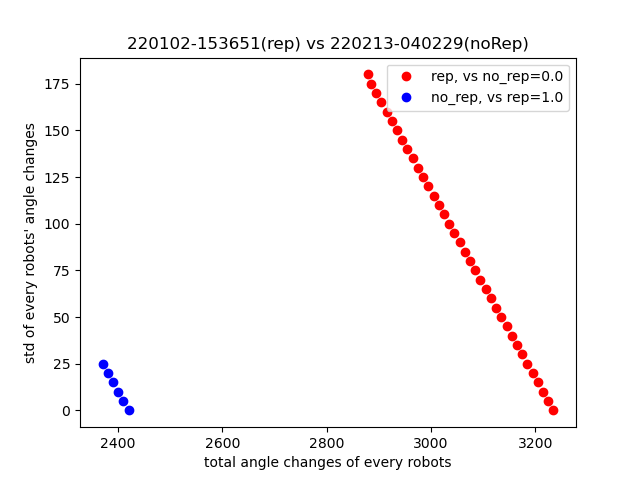 220102-153651(rep) vs 220213-040229(noRep)
rep, vs no_rep=0.0
no_rep, vs rep=1.0
std of every robots' angle changes
175
150
125
100
75
50
25
0
2400 2600 2800 3000 3200
total angle changes of every robots